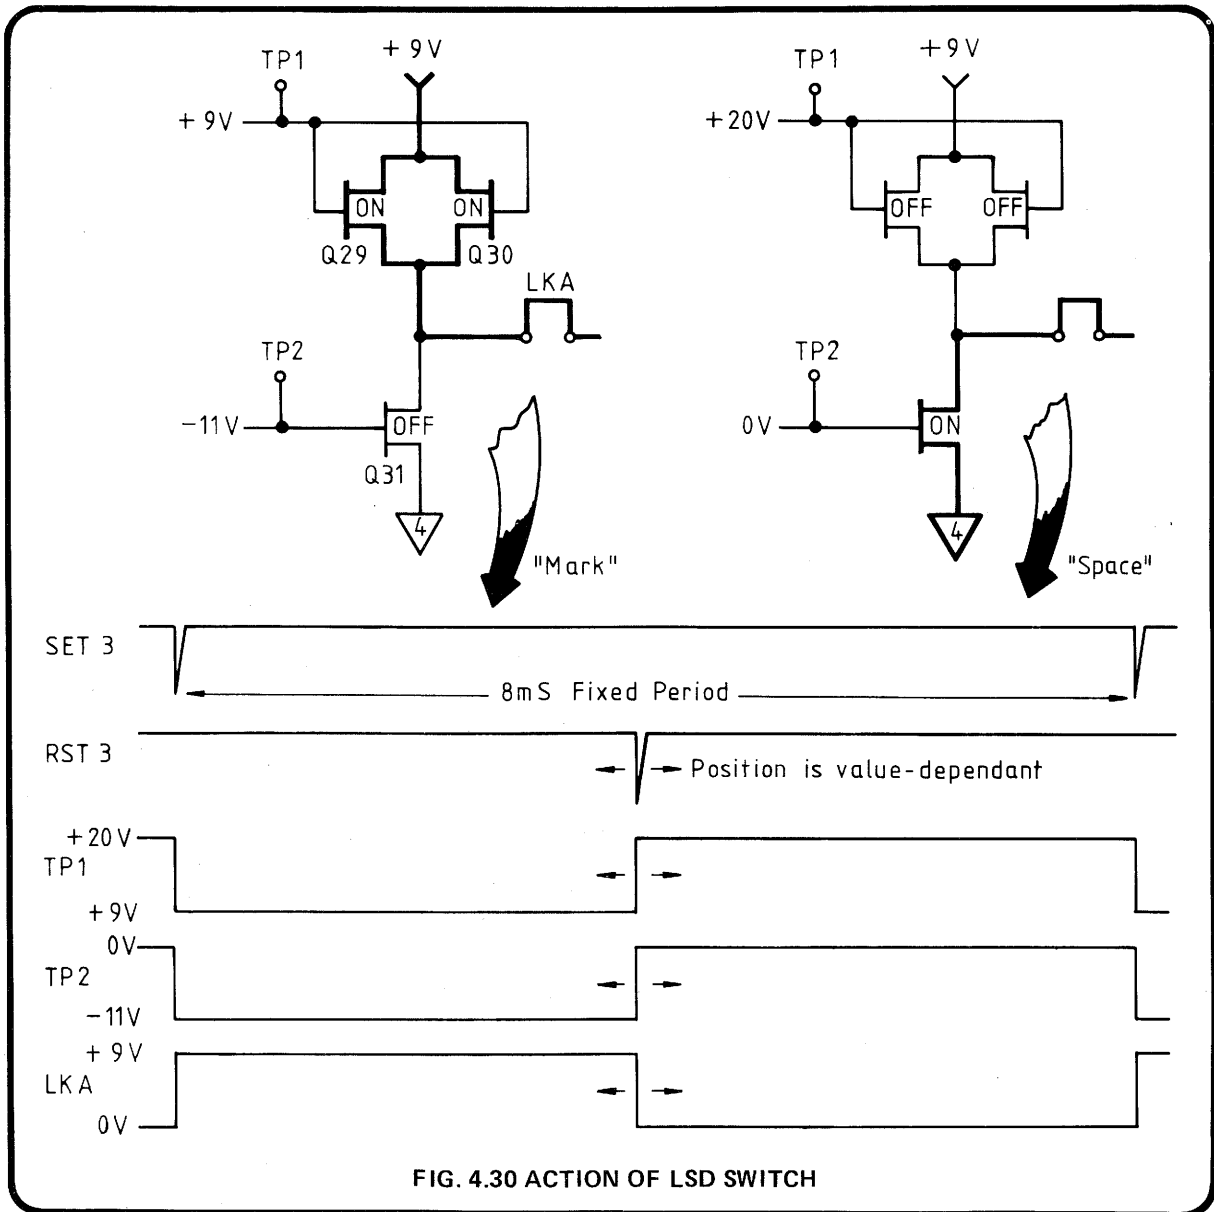 TP1
+9V
TP1
+9V
+9V
+20V
ON
ON
OFF
OFF
Q29
Q30
LKA
TP2
TP2
-11V
OFF
0V
ON
Q31
4
4
"Mark"
"Space"
SET 3
8mS Fixed Period
RST 3
Position is value-dependant
+20V
TP1
+9V
0V
TP2
-11V
+9V
LKA
0V
FIG. 4.30 ACTION OF LSD SWITCH